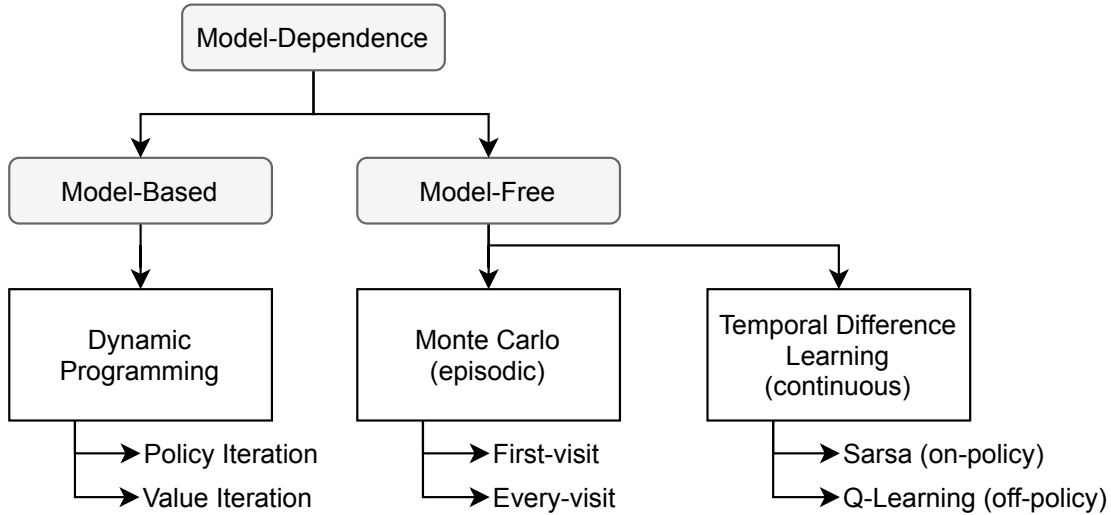 Model-Dependence
Model-Based
Model-Free
Dynamic
Programming
Monte Carlo
(episodic)
Temporal Difference
Learning
(continuous)
Policy Iteration
Value Iteration
First-visit
Every-visit
Sarsa (on-policy)
Q-Learning (off-policy)